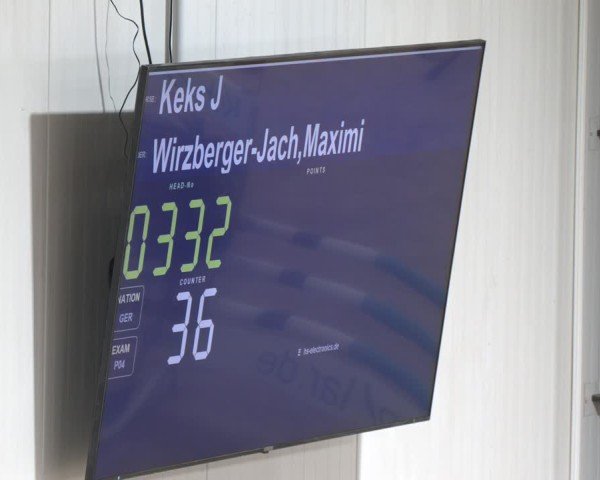 Keks J
Wirzberger-Jach,Maximi
HEAD-No
POINTS
0332
COUNTER
36
NATION
GER
EXAM
P04
hs-electronics.de